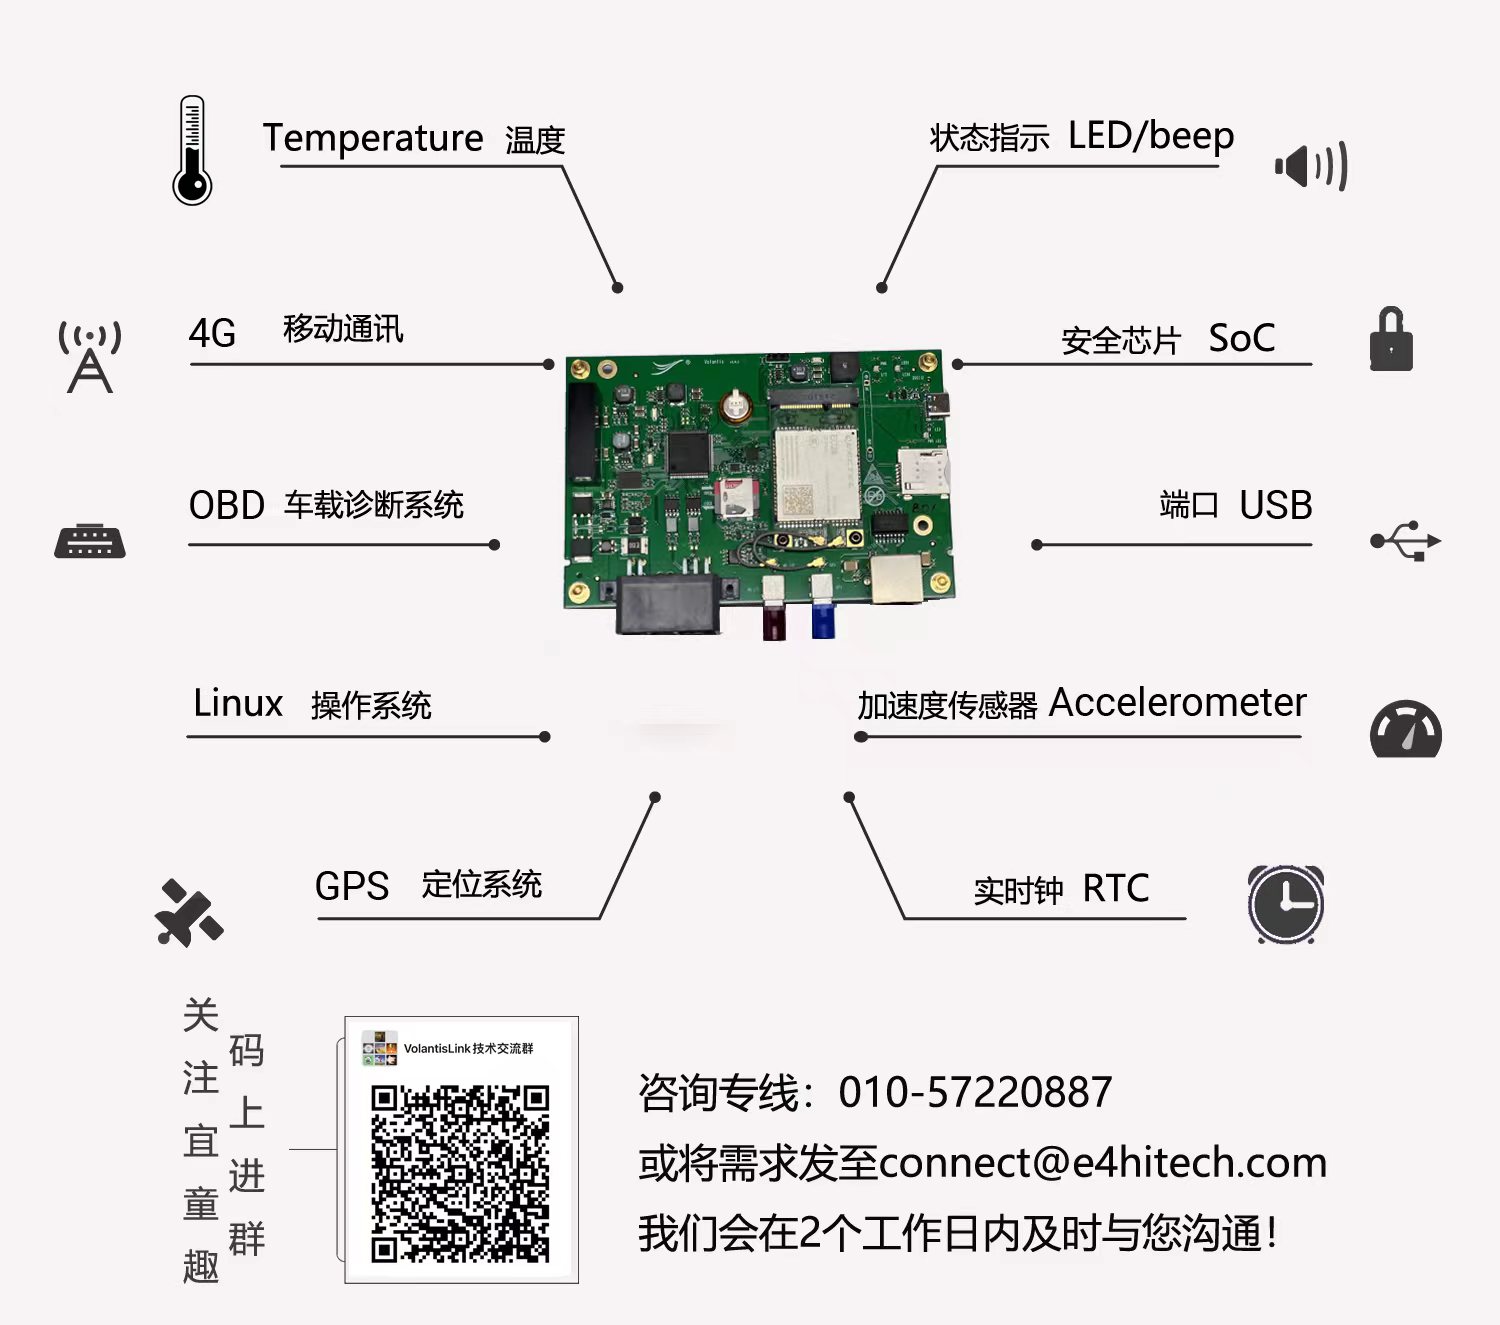 Temperature 温度
状态指示 LED/beep
4G 移动通讯
安全芯片 SoC
Volantis
OBD 车载诊断系统
端口 USB
Linux 操作系统
加速度传感器 Accelerometer
GPS 定位系统
实时钟 RTC
关注宜童趣
码上进群
VolantisLink技术交流群
咨询专线：010-57220887
或将需求发至connect@e4hitech.com
我们会在2个工作日内及时与您沟通！